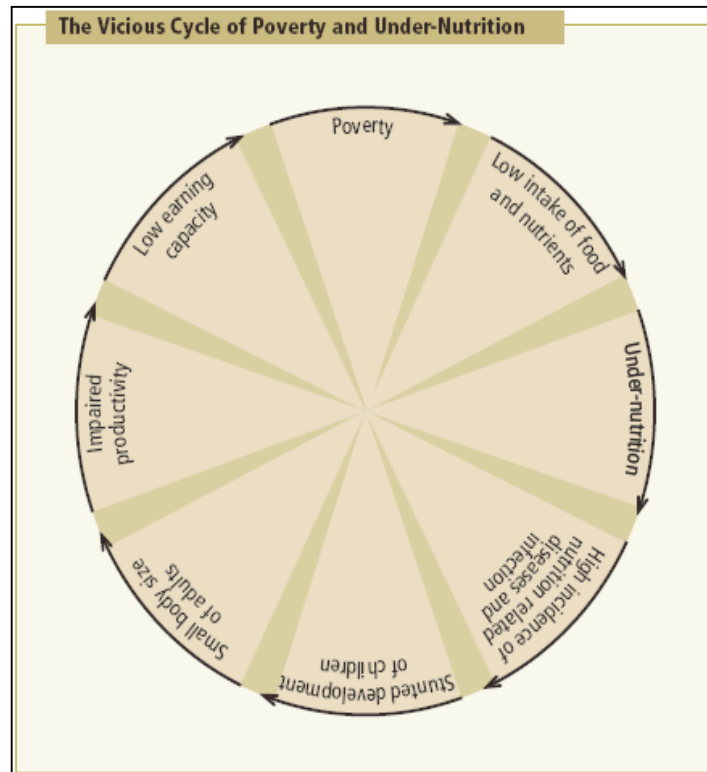 The Vicious Cycle of Poverty and Under-Nutrition
Poverty
Low intake of food
and nutrients
Under-nutrition
High incidence of
nutrition related
diseases and
infection
Stunted development
of children
Small body size
of adults
Impaired
productivity
Low earning
capacity